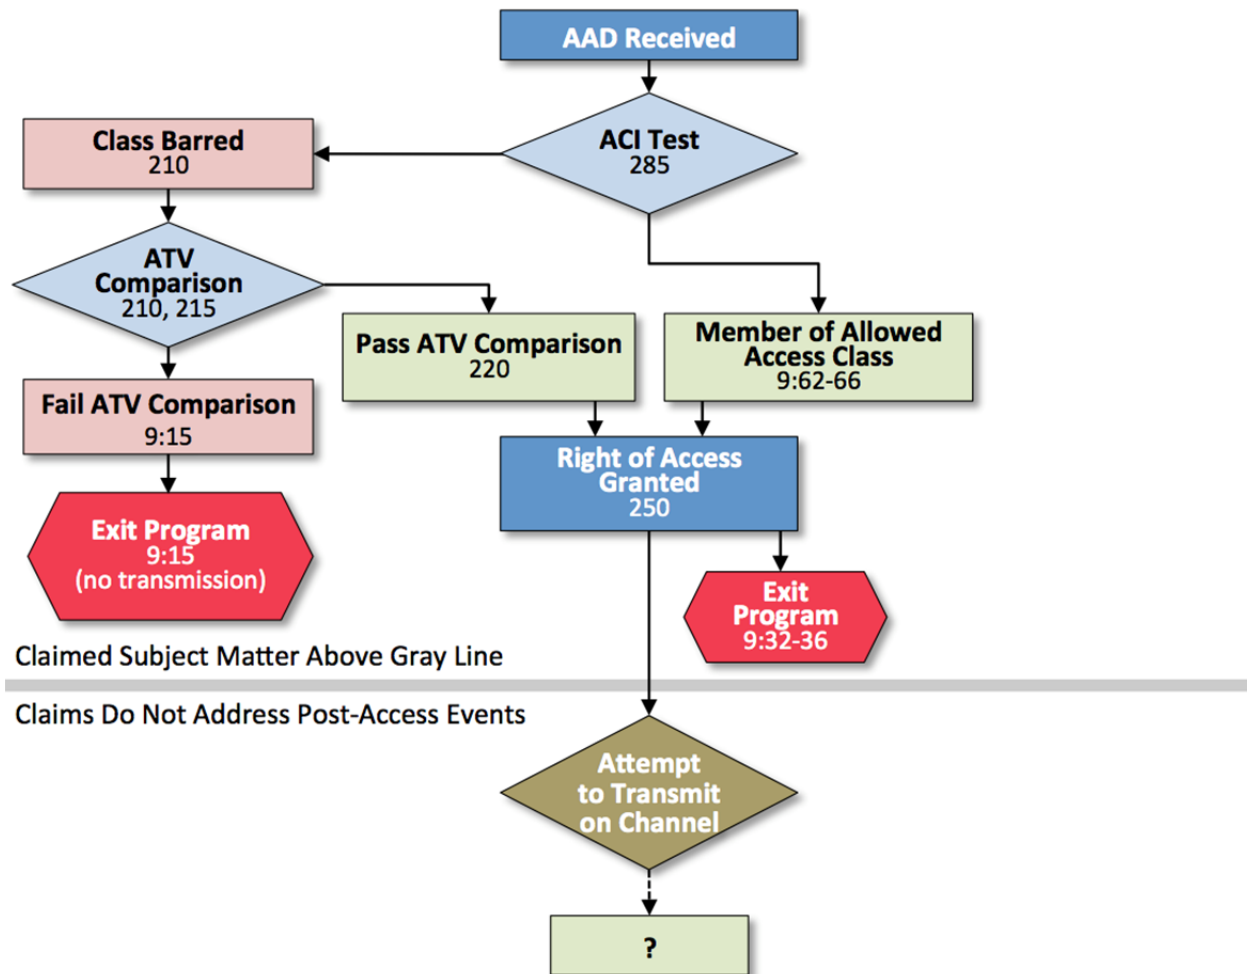 AAD Received
ACI Test
285
Class Barred
210
ATV
Comparison
210, 215
Pass ATV Comparison
220
Member of Allowed
Access Class
9:62-66
Fail ATV Comparison
9:15
Right of Access
Granted
250
Exit Program
9:15
(no transmission)
Exit
Program
9:32-36
Claimed Subject Matter Above Gray Line
Claims Do Not Address Post-Access Events
Attempt
to Transmit
on Channel
?